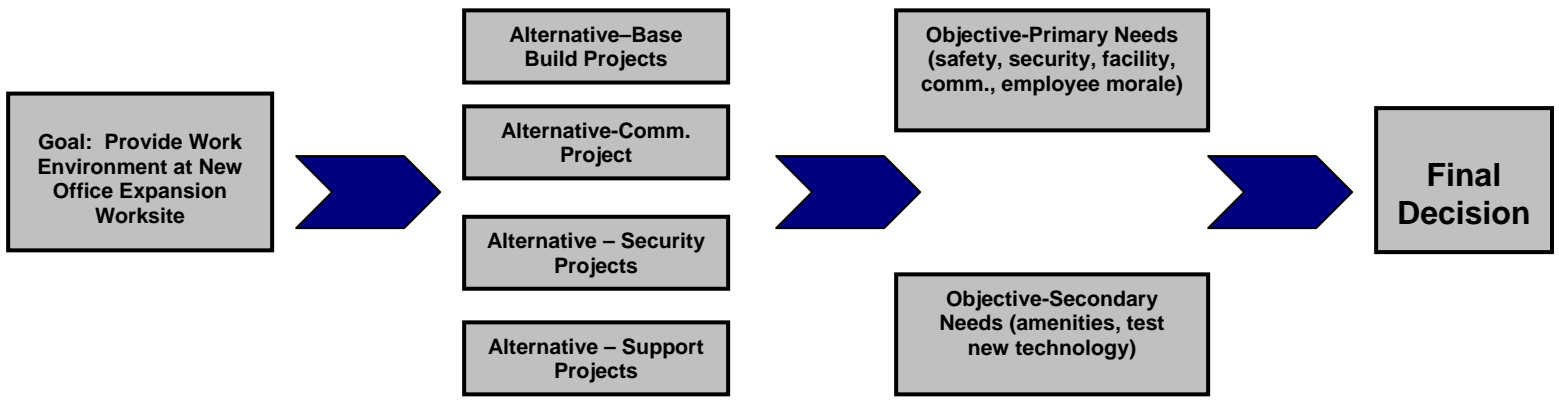 Goal: Provide Work
Environment at New
Office Expansion
Worksite
Alternative–Base
Build Projects
Alternative-Comm.
Project
Alternative – Security
Projects
Alternative – Support
Projects
Objective-Primary Needs
(safety, security, facility,
comm., employee morale)
Objective-Secondary
Needs (amenities, test
new technology)
Final
Decision